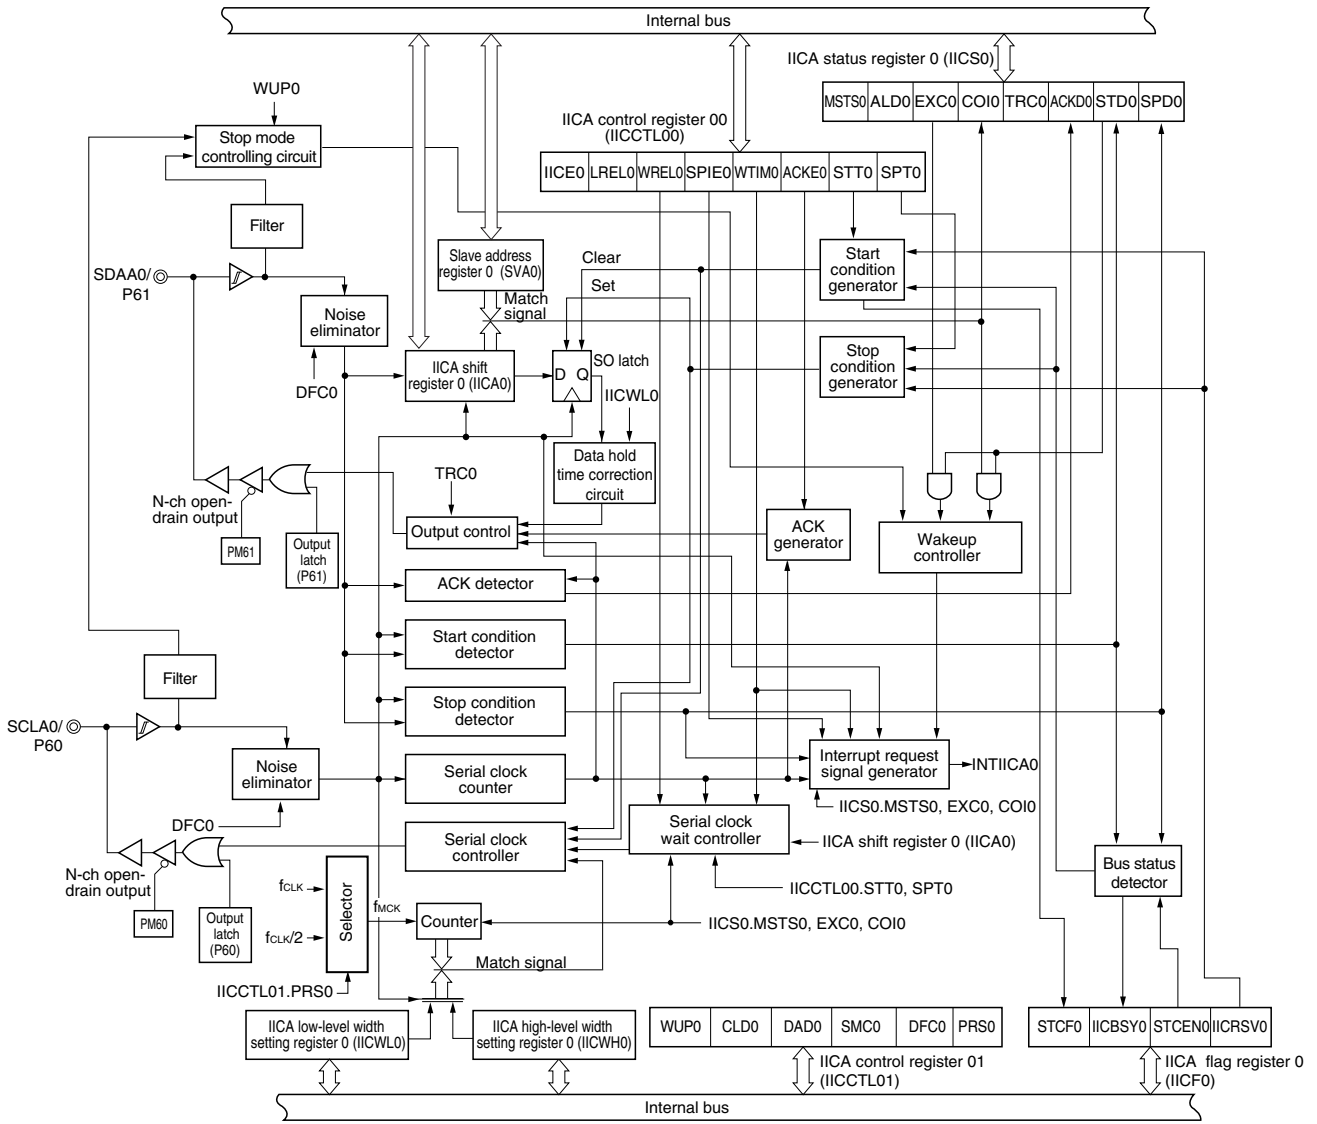 Internal bus
IICA status register 0 (IICS0)
MSTS0 ALD0 EXC0 COI0 TRC0 ACKD0 STD0 SPD0
WUP0
Stop mode
controlling circuit
IICA control register 00
(IICCTL00)
IICE0 LREL0 WREL0 SPIE0 WTIM0 ACKE0 STT0 SPT0
Filter
SDAA0/
P61
Slave address
register 0 (SVA0)
Clear
Set
Start
condition
generator
Match
signal
Noise
eliminator
DFC0
IICA shift
register 0 (IICA0)
D Q
SO latch
IICWL0
Stop
condition
generator
Data hold
time correction
circuit
TRC0
N-ch open-
drain output
PM61
Output
latch
(P61)
Output control
ACK
generator
Wakeup
controller
ACK detector
Start condition
detector
Filter
Stop condition
detector
SCLA0/
P60
Noise
eliminator
Serial clock
counter
Interrupt request
signal generator
INTIICA0
IICS0.MSTS0, EXC0, COI0
DFC0
Serial clock
controller
Serial clock
wait controller
IICA shift register 0 (IICA0)
N-ch open-
drain output
PM60
Output
latch
(P60)
Bus status
detector
IICCTL00.STT0, SPT0
fCLK
fCLK/2
Selector
fMCK
Counter
IICS0.MSTS0, EXC0, COI0
Match signal
IICCTL01.PRS0
IICA low-level width
setting register 0 (IICWL0)
IICA high-level width
setting register 0 (IICWH0)
WUP0 CLD0 DAD0 SMC0 DFC0 PRS0
STCF0 IICBSY0 STCEN0 IICRSV0
IICA control register 01
(IICCTL01)
IICA flag register 0
(IICF0)
Internal bus